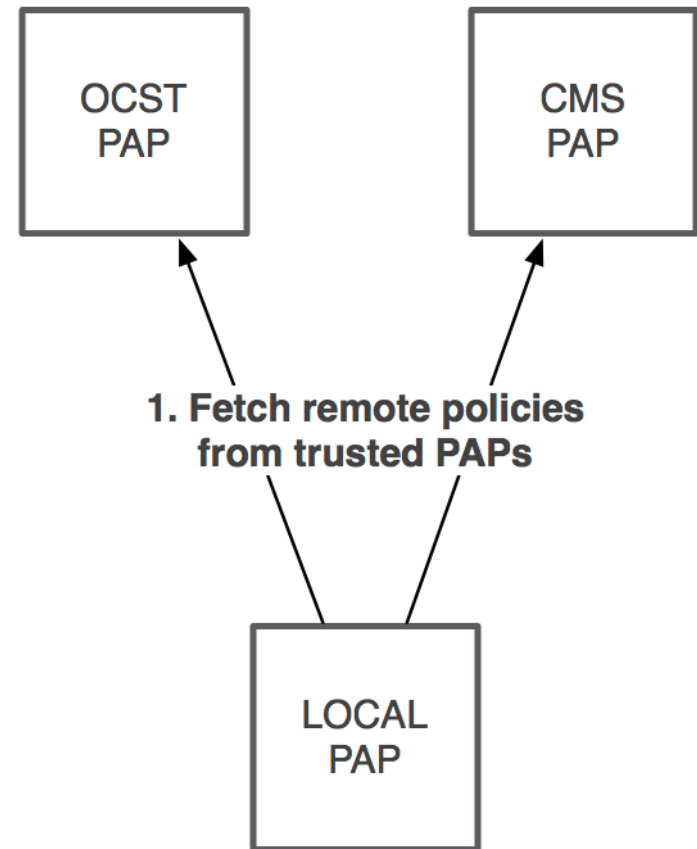 OCST
PAP
CMS
PAP
1. Fetch remote policies
from trusted PAPs
LOCAL
PAP